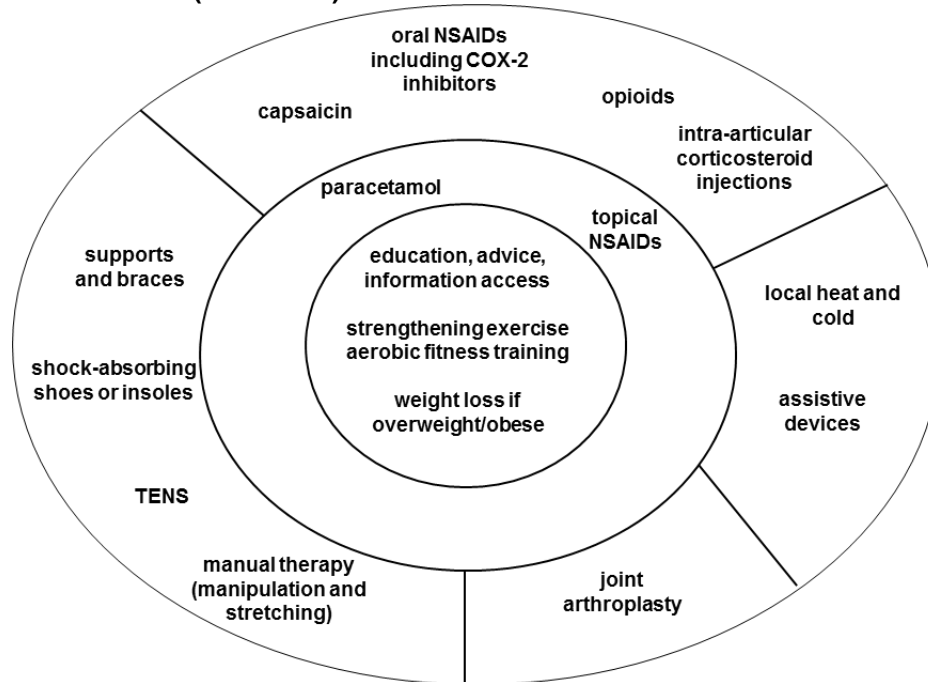 oral NSAIDs
including COX-2
inhibitors
capsaicin
opioids
intra-articular
corticosteroid
injections
paracetamol
topical
NSAIDs
supports
and braces
education, advice,
information access
local heat and
cold
strengthening exercise
aerobic fitness training
shock-absorbing
shoes or insoles
weight loss if
overweight/obese
assistive
devices
TENS
manual therapy
(manipulation and
stretching)
joint
arthroplasty